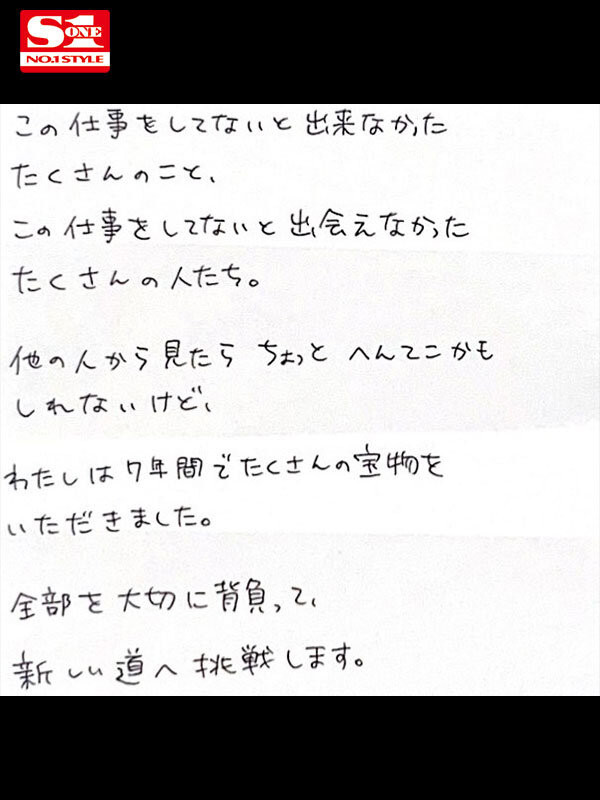 S1
ONE
NO.1 STYLE
この仕事をしてないと出来なかった
たくさんのこと、
この仕事をしてないと出会えなかった
たくさんの人たち。
他の人から見たら ちょっと へんてこかも
しれないけど、
わたしは7年間でたくさんの宝物を
いただきました。
全部を大切に背負って、
新しい道へ挑戦します。